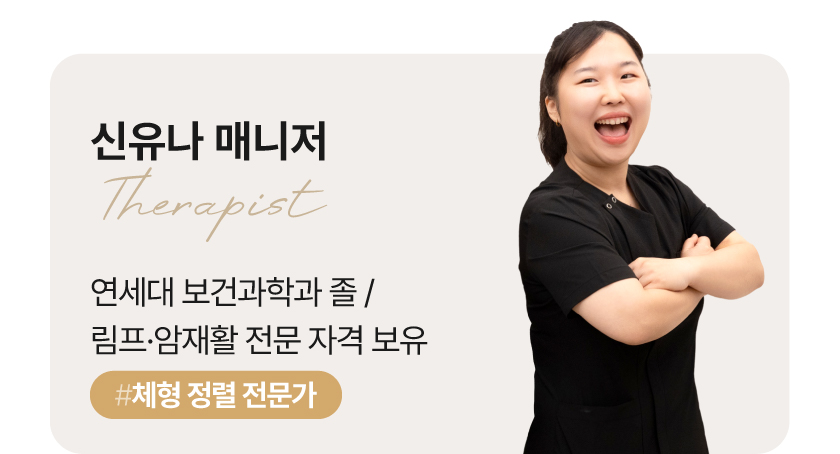 신유나 매니저
Therapist
연세대 보건과학과 졸 /
림프·암재활 전문 자격 보유
#체형 정렬 전문가